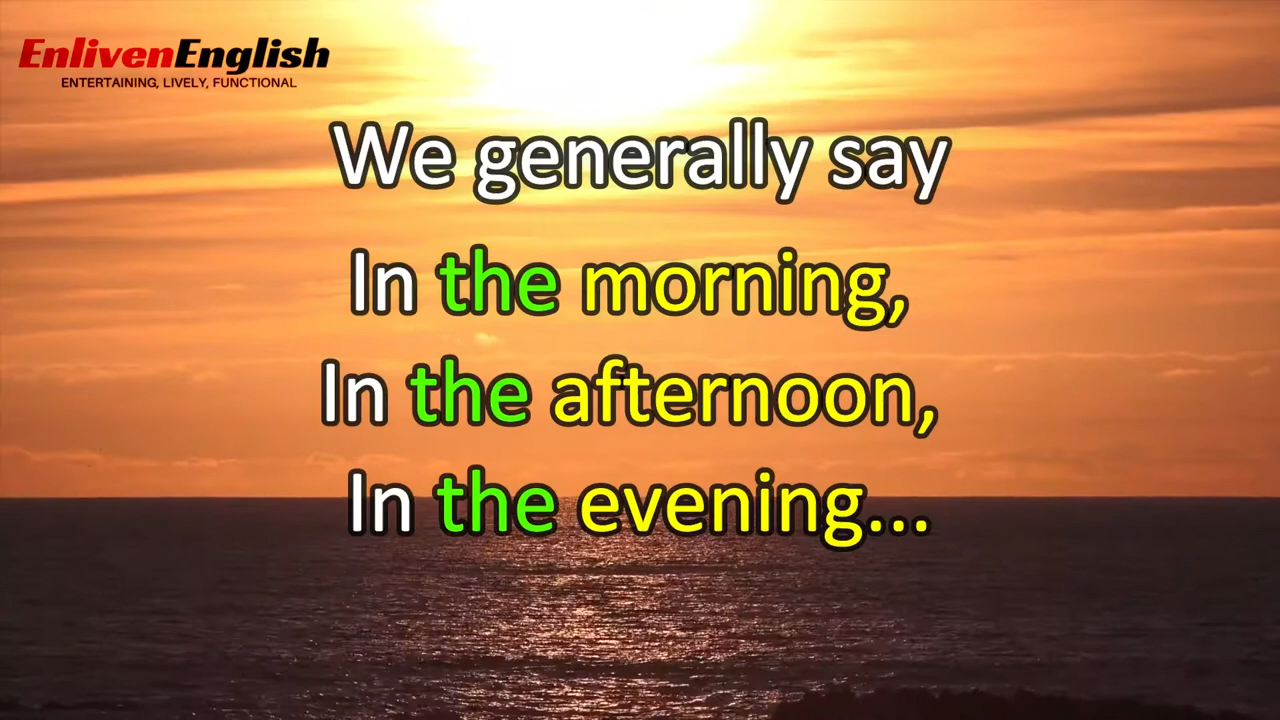 EnlivenEnglish
ENTERTAINING, LIVELY, FUNCTIONAL
We generally say
In the morning,
In the afternoon,
In the evening...